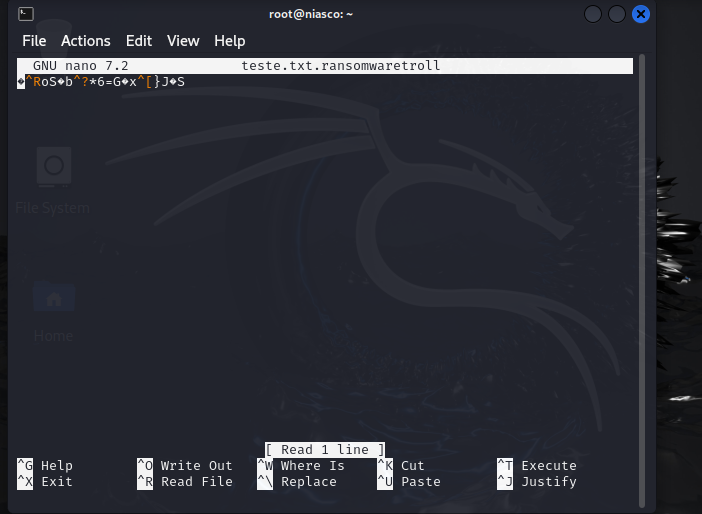 root@niasco: ~
File Actions Edit View Help
GNU nano 7.2 teste.txt.ransomwaretroll
�^RoS�b^?*6=G�x^[}J�S
File System
Home
[ Read 1 line ]
^G Help ^O Write Out ^W Where Is ^K Cut ^T Execute
^X Exit ^R Read File ^\ Replace ^U Paste ^J Justify